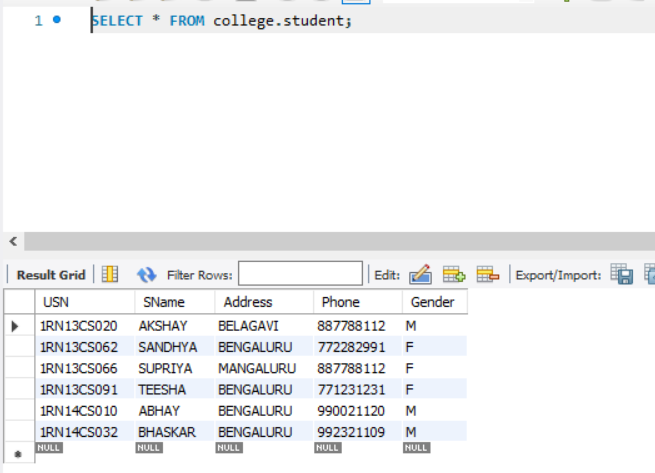 1 SELECT * FROM college.student;
Result Grid Filter Rows: Edit: Export/Import:
USN SName Address Phone Gender
1RN13CS020 AKSHAY BELAGAVI 887788112 M
1RN13CS062 SANDHYA BENGALURU 772282991 F
1RN13CS066 SUPRIYA MANGALURU 887788112 F
1RN13CS091 TEESHA BENGALURU 771231231 F
1RN14CS010 ABHAY BENGALURU 990021120 M
1RN14CS032 BHASKAR BENGALURU 992321109 M
NULL NULL NULL NULL NULL